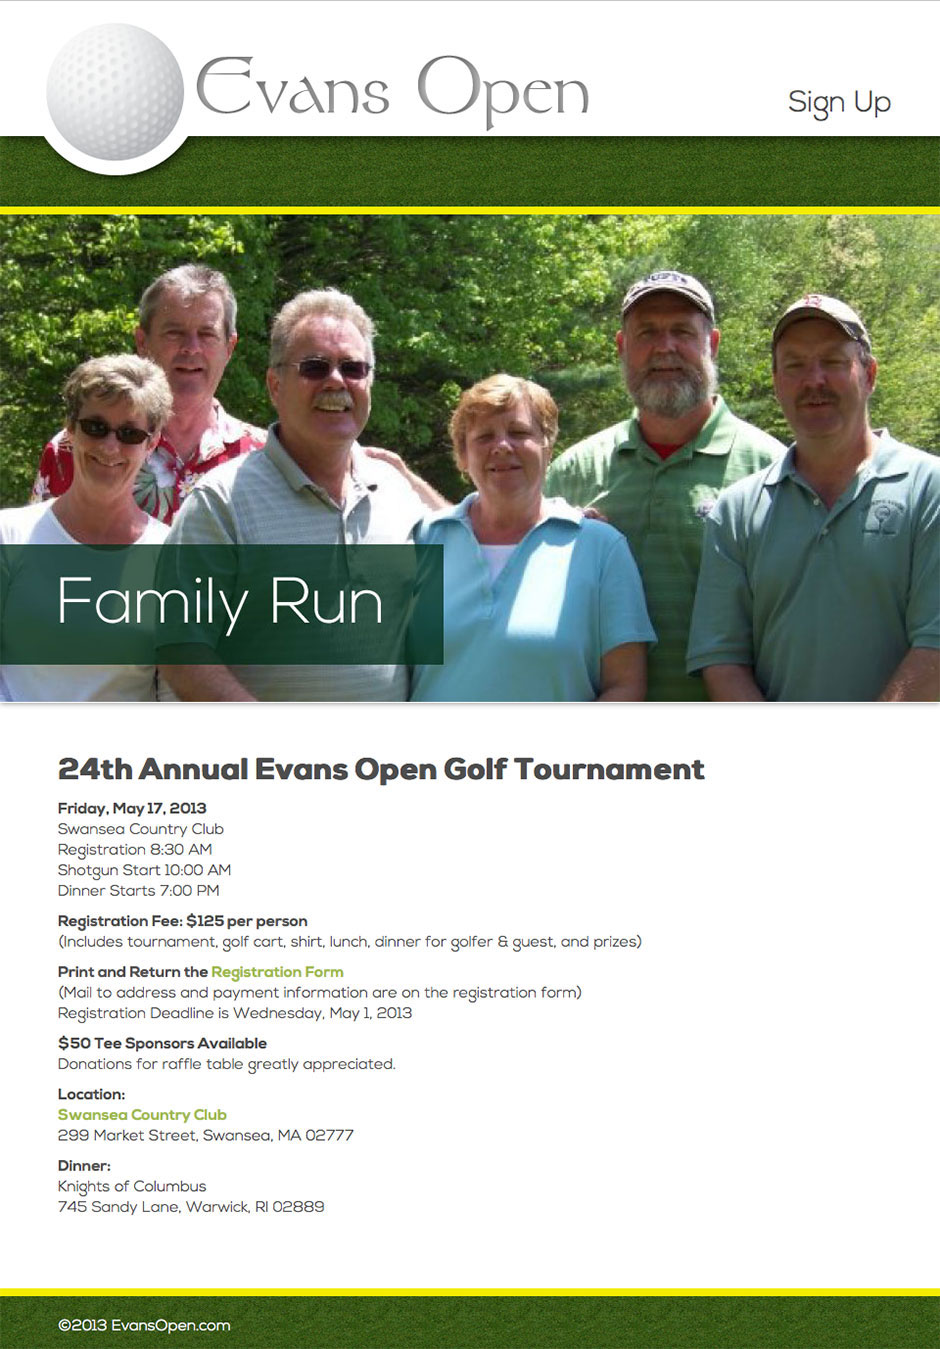 Evans Open
Sign Up
Family Run
24th Annual Evans Open Golf Tournament
Friday, May 17, 2013
Swansea Country Club
Registration 8:30 AM
Shotgun Start 10:00 AM
Dinner Starts 7:00 PM
Registration Fee: $125 per person
(Includes tournament, golf cart, shirt, lunch, dinner for golfer & guest, and prizes)
Print and Return the Registration Form
(Mail to address and payment information are on the registration form)
Registration Deadline is Wednesday, May 1, 2013
$50 Tee Sponsors Available
Donations for raffle table greatly appreciated.
Location:
Swansea Country Club
299 Market Street, Swansea, MA 02777
Dinner:
Knights of Columbus
745 Sandy Lane, Warwick, RI 02889
©2013 EvansOpen.com